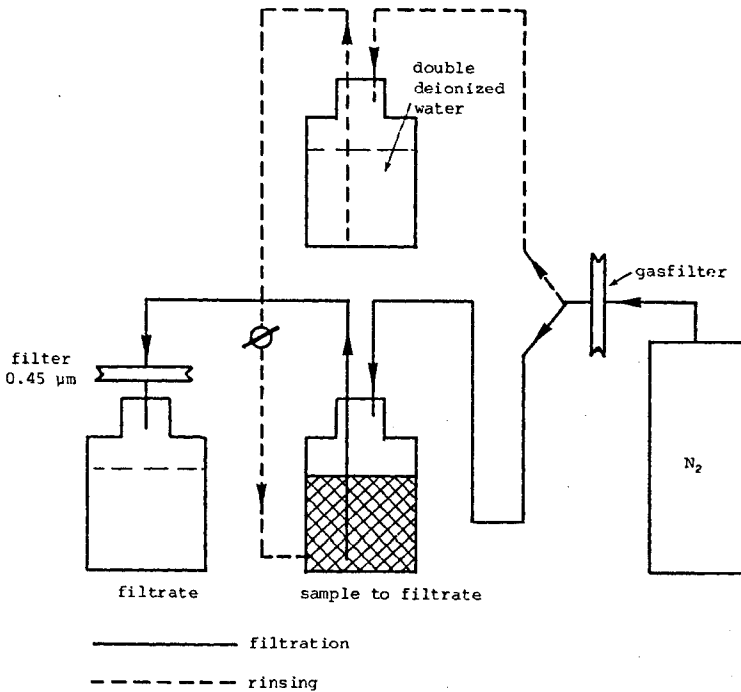 double
deionized
water
gasfilter
filter
0.45 µm
N₂
filtrate
sample to filtrate
filtration
rinsing